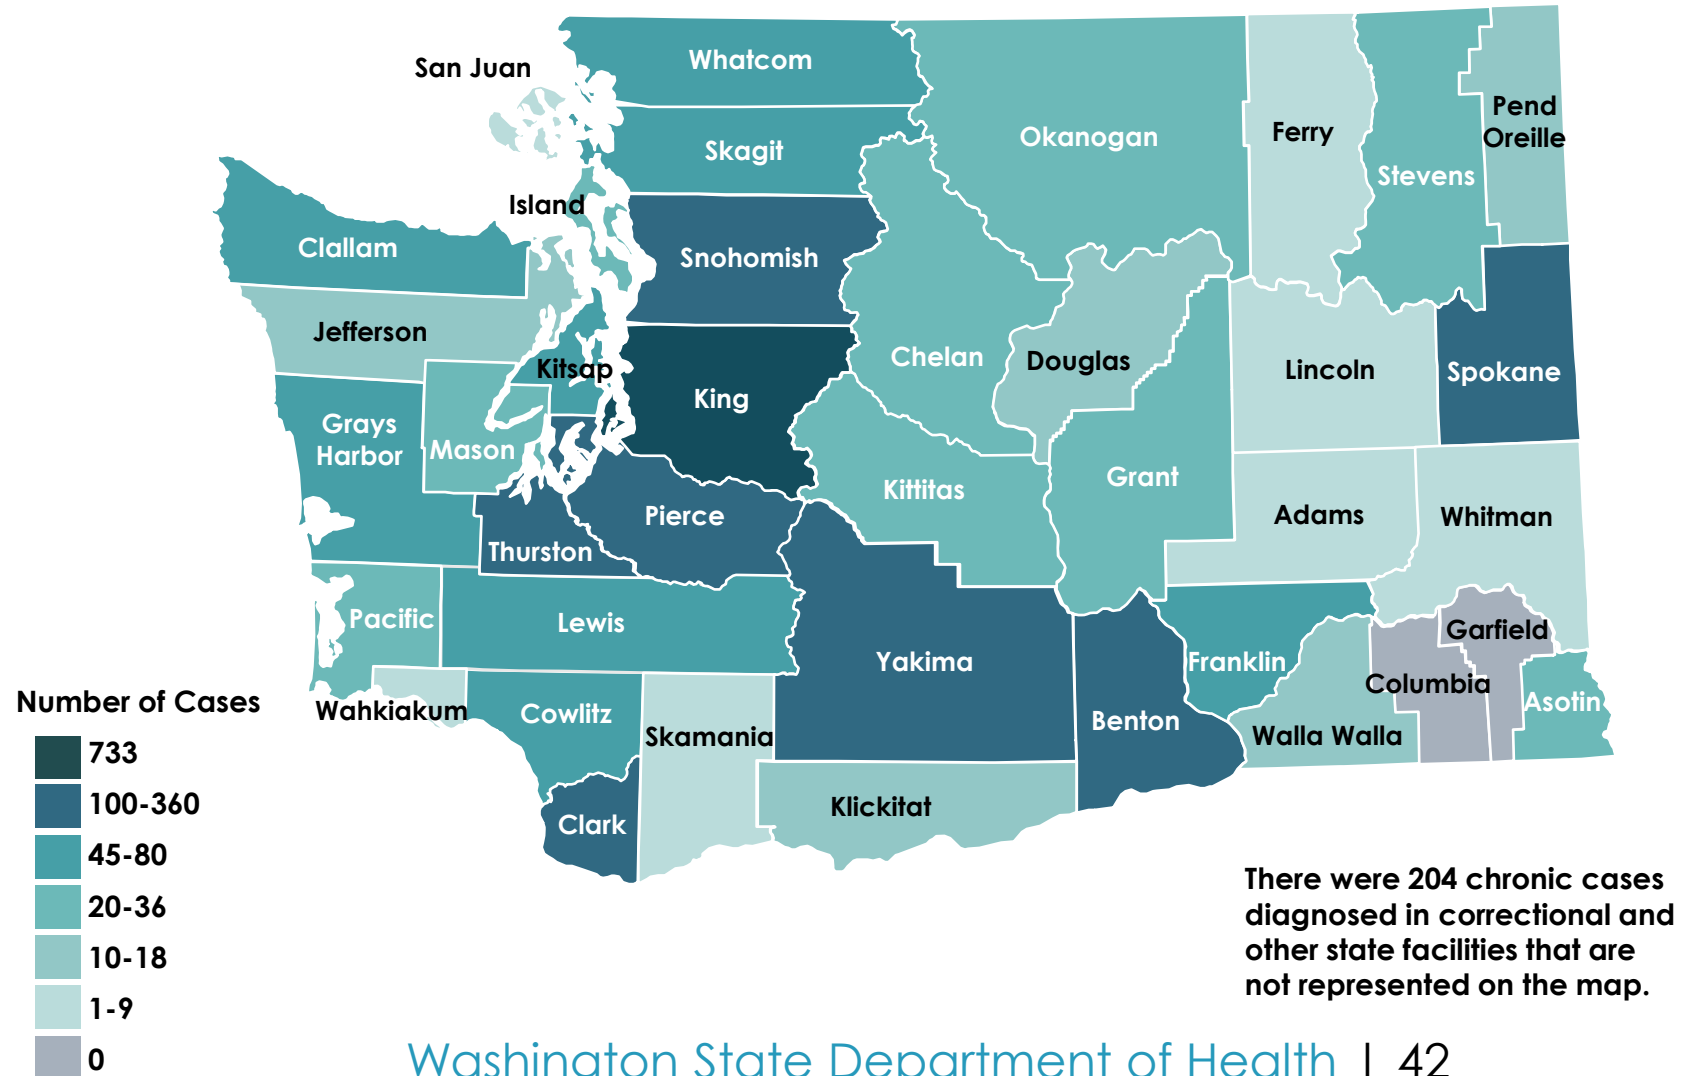 Whatcom
San Juan
Skagit
Okanogan
Ferry
Pend
Oreille
Stevens
Island
Clallam
Snohomish
Jefferson
Kitsap
King
Chelan
Douglas
Lincoln
Spokane
Grays
Harbor
Mason
Kittitas
Grant
Pierce
Thurston
Adams
Whitman
Pacific
Lewis
Yakima
Franklin
Garfield
Columbia
Asotin
Wahkiakum
Cowlitz
Skamania
Benton
Walla Walla
Klickitat
Clark
Number of Cases
733
100-360
45-80
20-36
10-18
1-9
0
There were 204 chronic cases
diagnosed in correctional and
other state facilities that are
not represented on the map.
Washington State Department of Health | 42